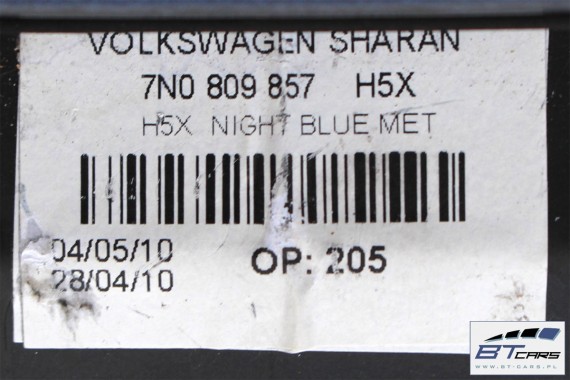 VOLKSWAGEN SHARAN
7N0 809 857 H5X
H5X NIGHT BLUE MET
04/05/10
28/04/10
OP: 205
BTCARS
WWW.BT-CARS.PL